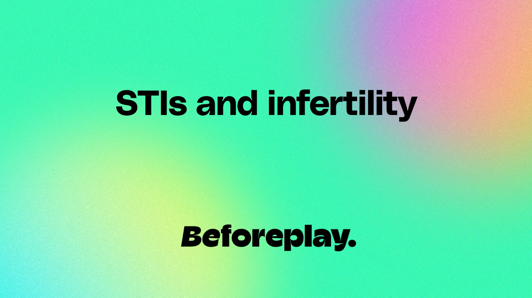 STIs and infertility
Beforeplay.